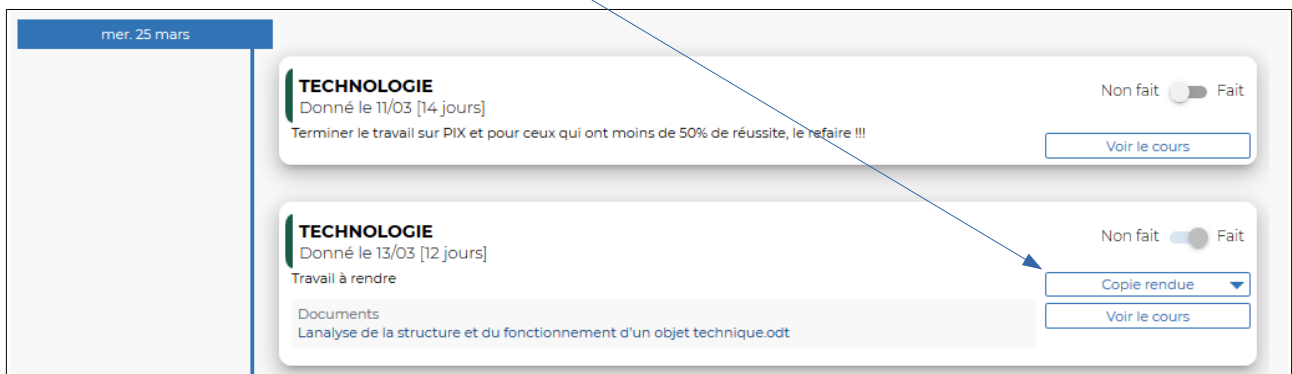 mer. 25 mars
TECHNOLOGIE
Donné le 11/03 [14 jours]
Terminer le travail sur PIX et pour ceux qui ont moins de 50% de réussite, le refaire !!!
Non fait Fait
Voir le cours
TECHNOLOGIE
Donné le 13/03 [12 jours]
Travail à rendre
Documents
Lanalyse de la structure et du fonctionnement d'un objet technique.odt
Non fait Fait
Copie rendue
Voir le cours